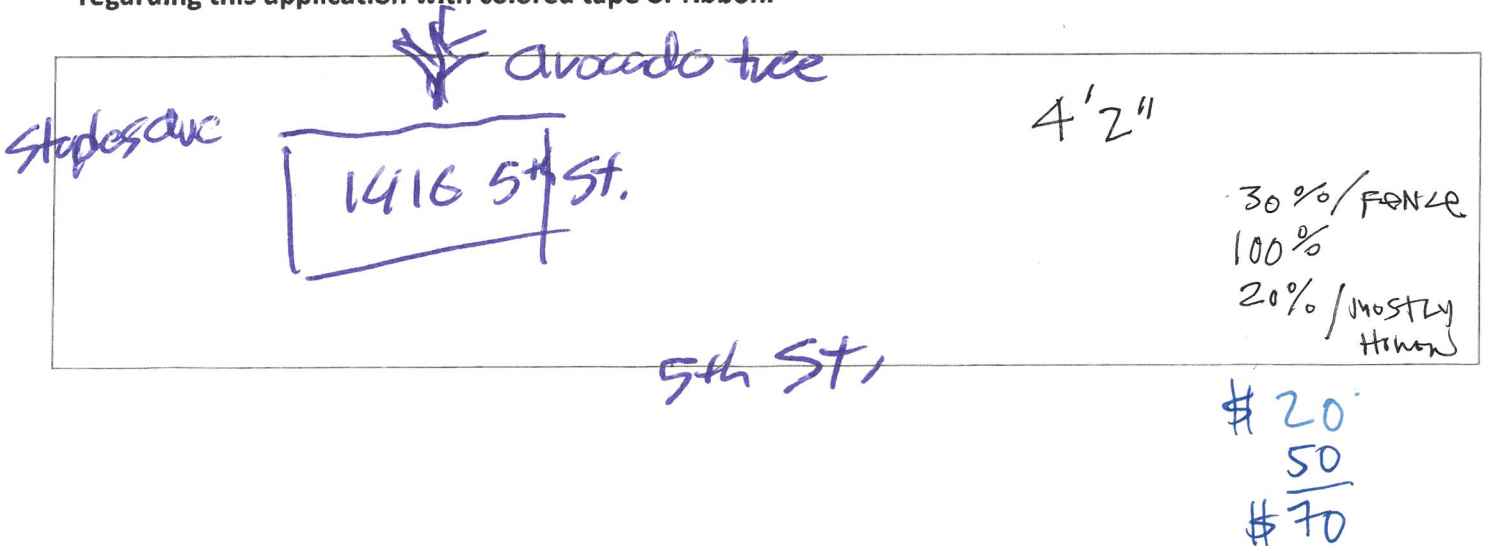 regarding this application with colored tape or ribbon.
avocado tree
Staples ave
1416 5th St.
4'2"
30%/FENCE
100%
20%/mostly
5th St,
$ 20
50
$ 70